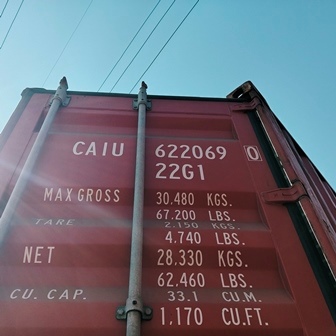 CAIU 622069 0
22G1
MAX GROSS 30.480 KGS.
67.200 LBS.
TARE 2.150 KGS.
4.740 LBS.
NET 28.330 KGS.
62.460 LBS.
CU. CAP. 33.1 CU.M.
1,170 CU.FT.